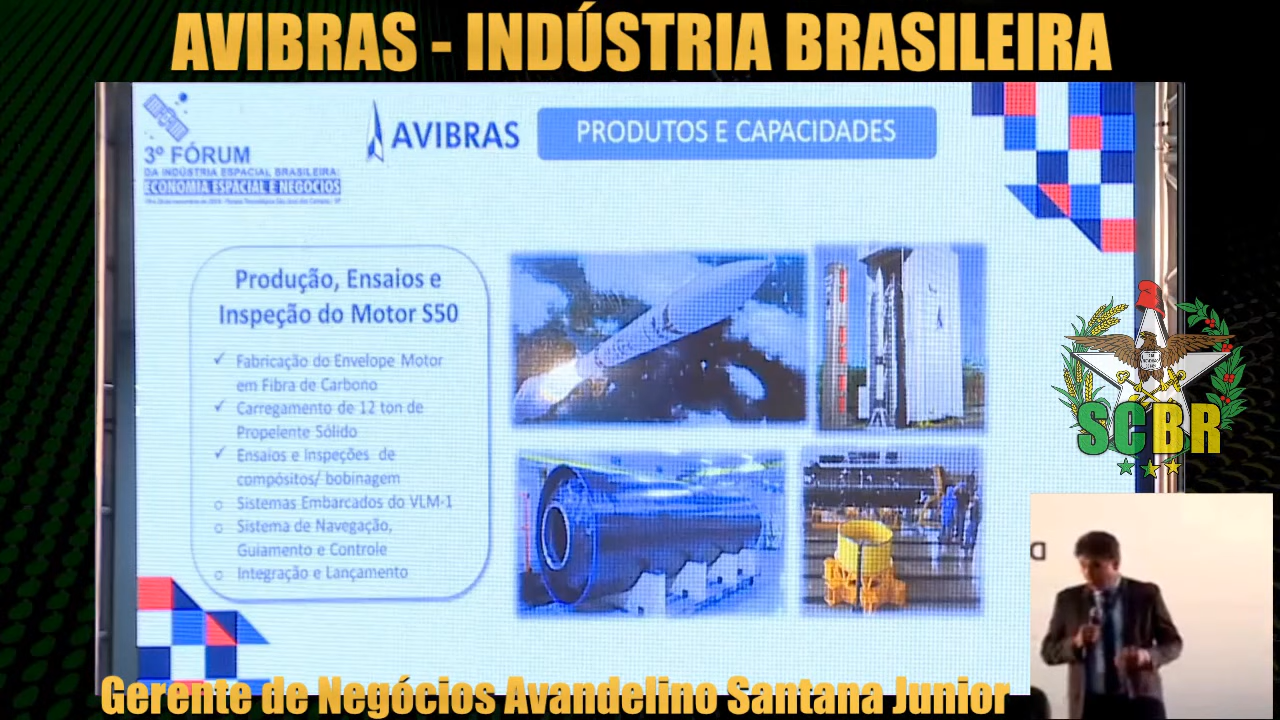 AVIBRAS - INDÚSTRIA BRASILEIRA
3º FÓRUM
DA INDÚSTRIA ESPACIAL BRASILEIRA:
ECONOMIA ESPACIAL E NEGÓCIOS
AVIBRAS
PRODUTOS E CAPACIDADES
Produção, Ensaios e
Inspeção do Motor S50
✓ Fabricação do Envelope Motor
em Fibra de Carbono
✓ Carregamento de 12 ton de
Propelente Sólido
✓ Ensaios e Inspeções de
compósitos/ bobinagem
o Sistemas Embarcados do VLM-1
o Sistema de Navegação,
Guiamento e Controle
o Integração e Lançamento
SCBR
Gerente de Negócios Avandelino Santana Junior